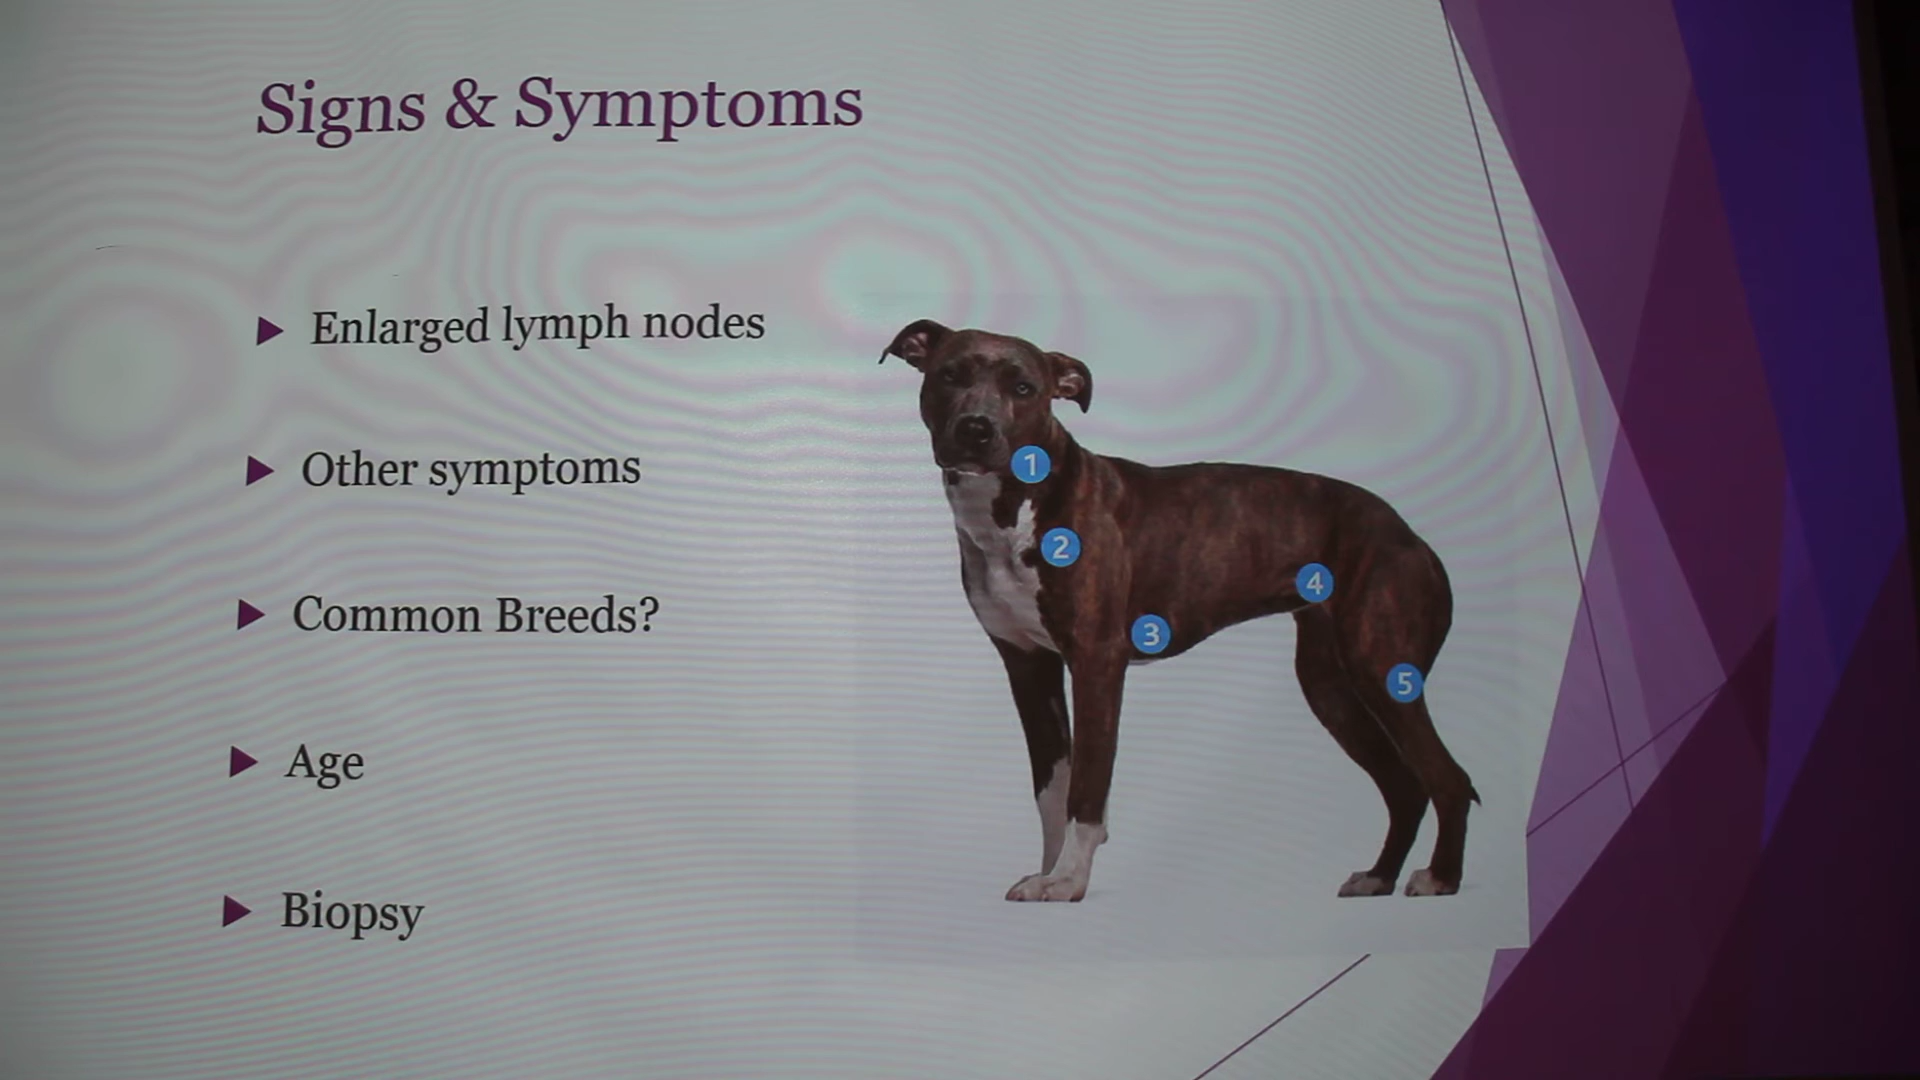 Signs & Symptoms
Enlarged lymph nodes
Other symptoms
Common Breeds?
Age
Biopsy
1
2
3
4
5